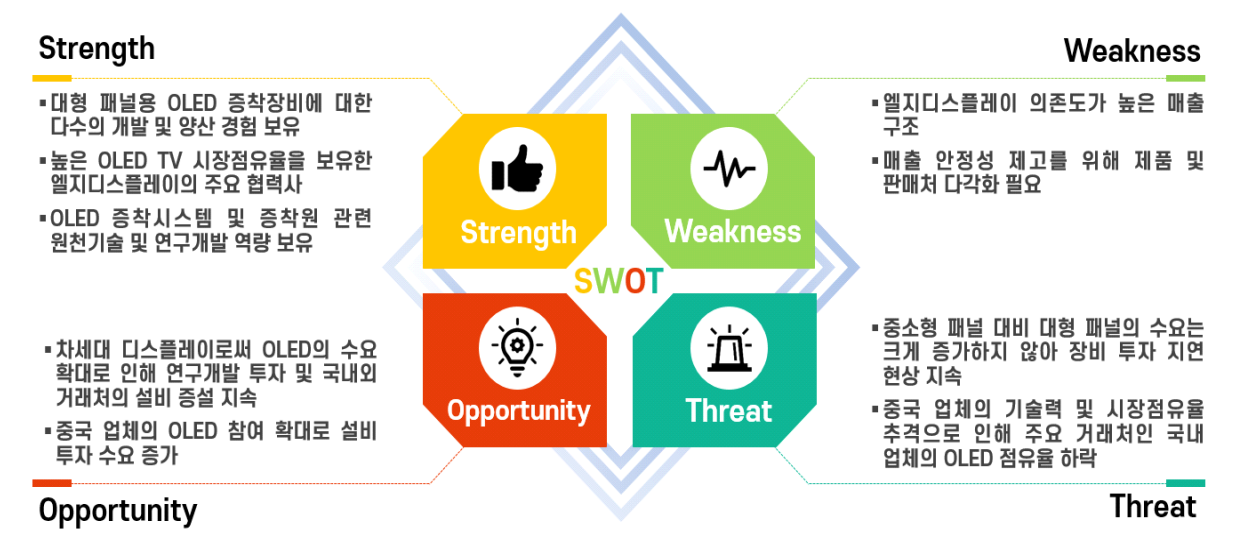 Strength
▪대형 패널용 OLED 증착장비에 대한
다수의 개발 및 양산 경험 보유
▪높은 OLED TV 시장점유율을 보유한
엘지디스플레이의 주요 협력사
▪OLED 증착시스템 및 증착원 관련
원천기술 및 연구개발 역량 보유
Weakness
▪엘지디스플레이 의존도가 높은 매출
구조
▪매출 안정성 제고를 위해 제품 및
판매처 다각화 필요
Strength
Weakness
SWOT
Opportunity
Threat
▪차세대 디스플레이로써 OLED의 수요
확대로 인해 연구개발 투자 및 국내외
거래처의 설비 증설 지속
▪중국 업체의 OLED 참여 확대로 설비
투자 수요 증가
Opportunity
▪중소형 패널 대비 대형 패널의 수요는
크게 증가하지 않아 장비 투자 지연
현상 지속
▪중국 업체의 기술력 및 시장점유율
추격으로 인해 주요 거래처인 국내
업체의 OLED 점유율 하락
Threat